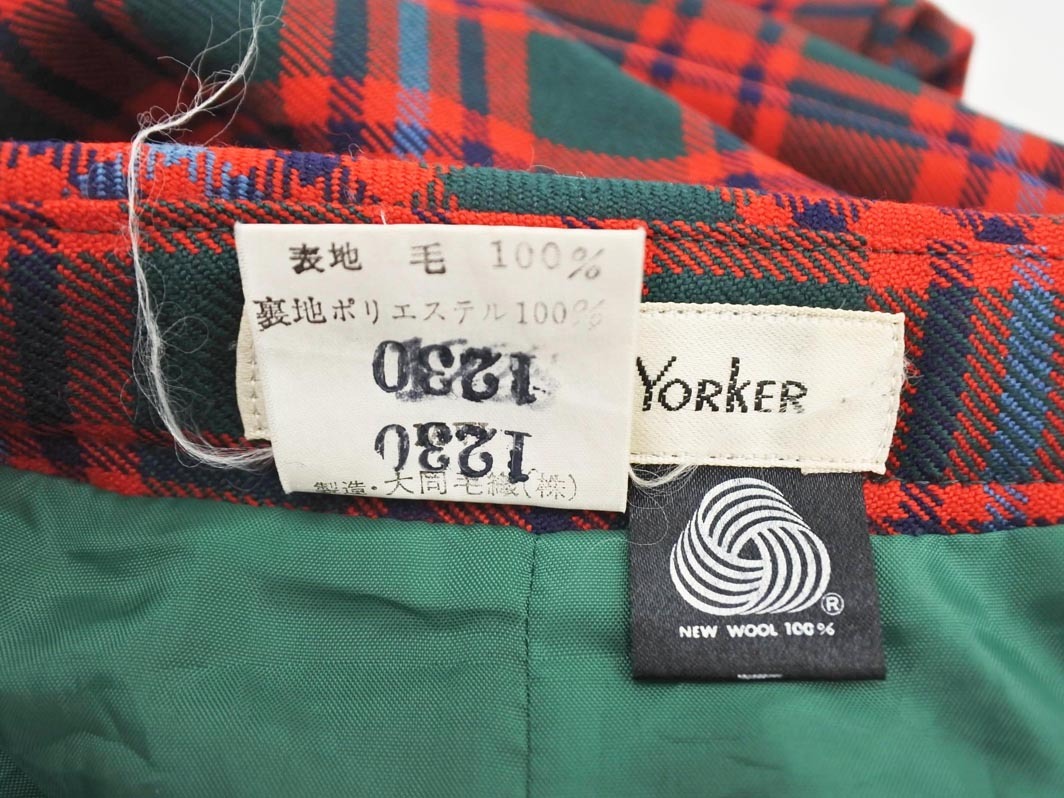 表地 毛 100%
裏地ポリエステル100%
1230
1230
製造・大同毛織(株)
YORKER
®
NEW WOOL 100%